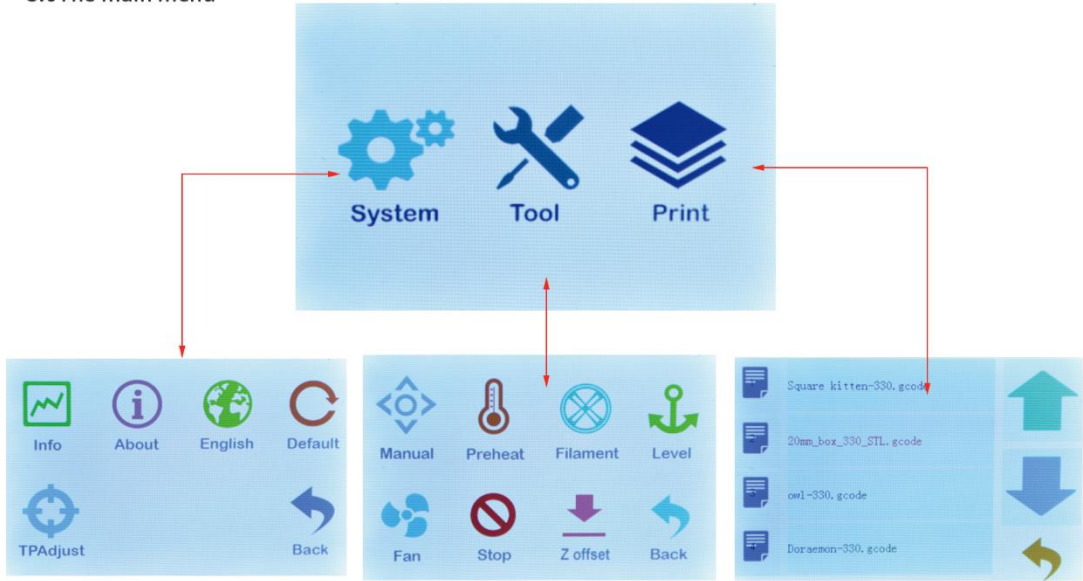 System Tool Print
Info About English Default
TPAdjust Back
Manual Preheat Filament Level
Fan Stop Z offset Back
Square kitten-330.gcode
20mm_box_330_STL.gcode
owl-330.gcode
Doraemon-330.gcode